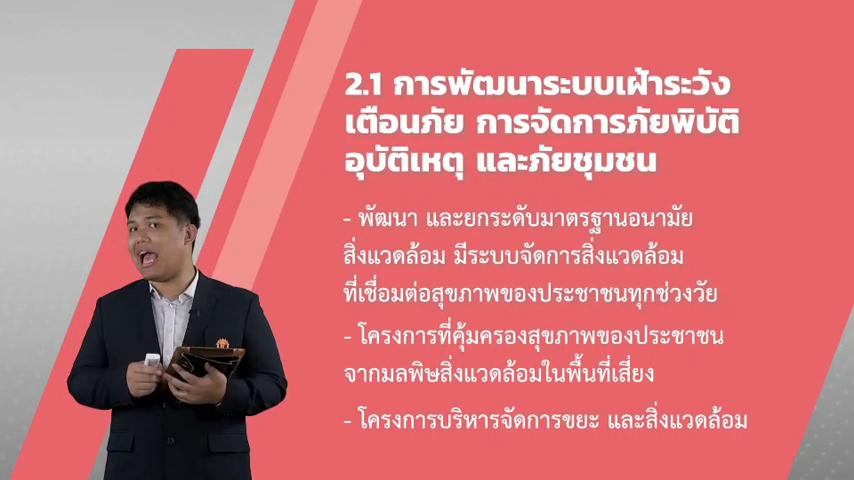 2.1 การพัฒนาระบบเฝ้าระวัง
เตือนภัย การจัดการภัยพิบัติ
อุบัติเหตุ และภัยชุมชน
- พัฒนา และยกระดับมาตรฐานอนามัย
สิ่งแวดล้อม มีระบบจัดการสิ่งแวดล้อม
ที่เชื่อมต่อสุขภาพของประชาชนทุกช่วงวัย
- โครงการที่คุ้มครองสุขภาพของประชาชน
จากมลพิษสิ่งแวดล้อมในพื้นที่เสี่ยง
- โครงการบริหารจัดการขยะ และสิ่งแวดล้อม